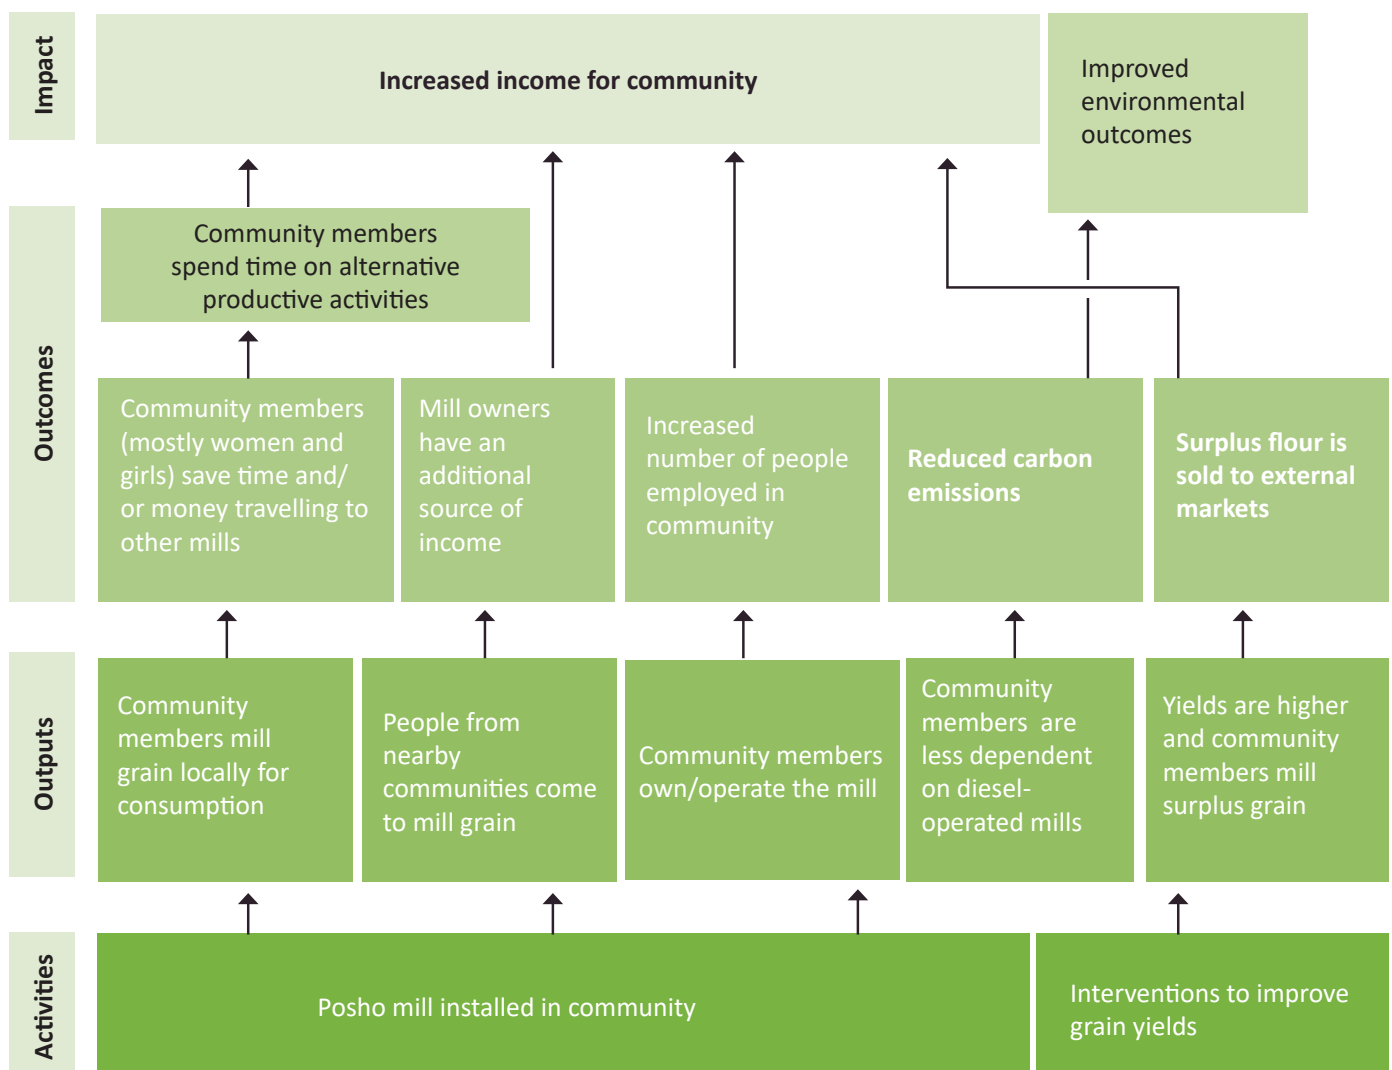 Impact
Increased income for community
Improved
environmental
outcomes
Outcomes
Community members
spend time on alternative
productive activities
Community members
(mostly women and
girls) save time and/
or money travelling to
other mills
Mill owners
have an
additional
source of
income
Increased
number of people
employed in
community
Reduced carbon
emissions
Surplus flour is
sold to external
markets
Outputs
Community
members mill
grain locally for
consumption
People from
nearby
communities come
to mill grain
Community members
own/operate the mill
Community
members  are
less dependent
on diesel-
operated mills
Yields are higher
and community
members mill
surplus grain
Activities
Posho mill installed in community
Interventions to improve
grain yields